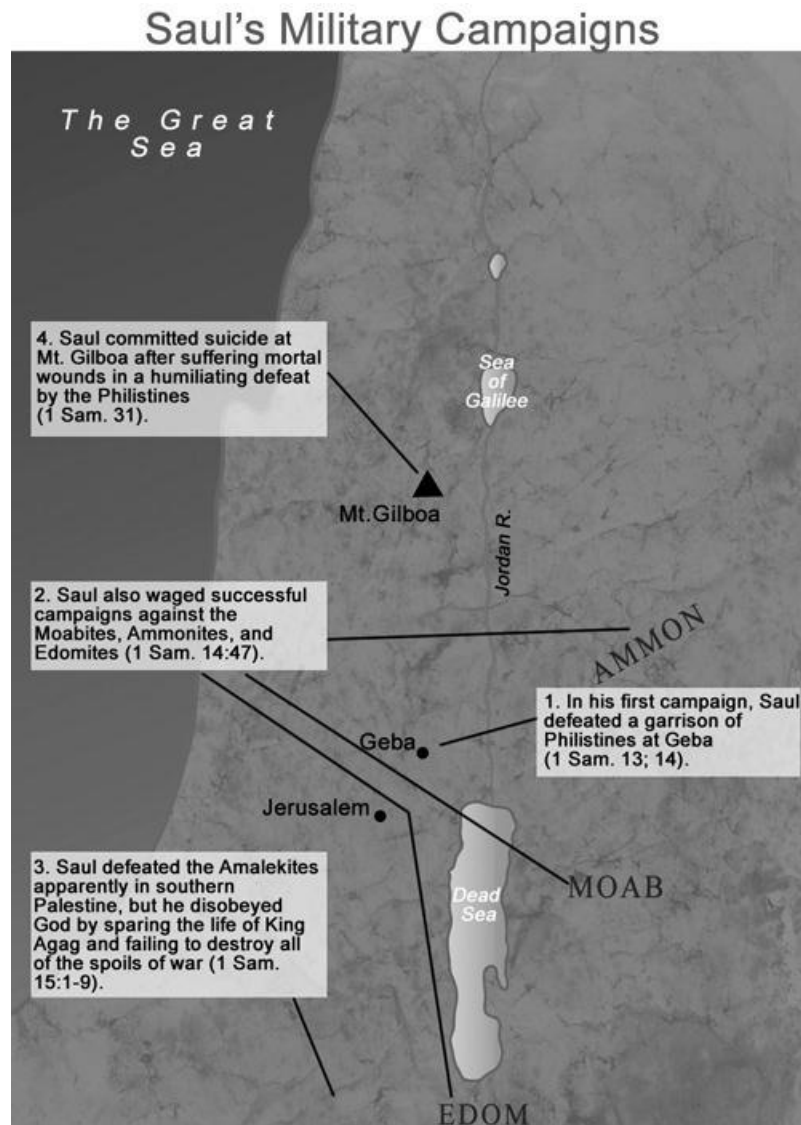 Saul's Military Campaigns
The Great
Sea
4. Saul committed suicide at
Mt. Gilboa after suffering mortal
wounds in a humiliating defeat
by the Philistines
(1 Sam. 31).
Sea
of
Galilee
Mt.Gilboa
Jordan R.
2. Saul also waged successful
campaigns against the
Moabites, Ammonites, and
Edomites (1 Sam. 14:47).
AMMON
1. In his first campaign, Saul
defeated a garrison of
Philistines at Geba
(1 Sam. 13; 14).
Geba
Jerusalem
3. Saul defeated the Amalekites
apparently in southern
Palestine, but he disobeyed
God by sparing the life of King
Agag and failing to destroy all
of the spoils of war (1 Sam.
15:1-9).
Dead
Sea
MOAB
EDOM